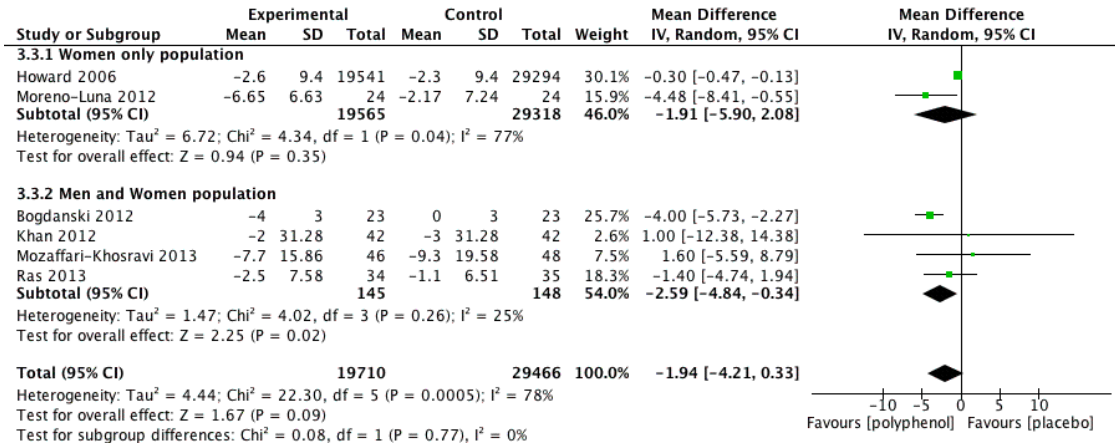 Experimental Control Mean Difference Mean Difference
Study or Subgroup Mean SD Total Mean SD Total Weight IV, Random, 95% CI IV, Random, 95% CI
3.3.1 Women only population
Howard 2006 −2.6 9.4 19541 −2.3 9.4 29294 30.1% −0.30 [−0.47, −0.13]
Moreno-Luna 2012 −6.65 6.63 24 −2.17 7.24 24 15.9% −4.48 [−8.41, −0.55]
Subtotal (95% CI) 19565 29318 46.0% −1.91 [−5.90, 2.08]
Heterogeneity: Tau² = 6.72; Chi² = 4.34, df = 1 (P = 0.04); I² = 77%
Test for overall effect: Z = 0.94 (P = 0.35)
3.3.2 Men and Women population
Bogdanski 2012 −4 3 23 0 3 23 25.7% −4.00 [−5.73, −2.27]
Khan 2012 −2 31.28 42 −3 31.28 42 2.6% 1.00 [−12.38, 14.38]
Mozaffari-Khosravi 2013 −7.7 15.86 46 −9.3 19.58 48 7.5% 1.60 [−5.59, 8.79]
Ras 2013 −2.5 7.58 34 −1.1 6.51 35 18.3% −1.40 [−4.74, 1.94]
Subtotal (95% CI) 145 148 54.0% −2.59 [−4.84, −0.34]
Heterogeneity: Tau² = 1.47; Chi² = 4.02, df = 3 (P = 0.26); I² = 25%
Test for overall effect: Z = 2.25 (P = 0.02)
Total (95% CI) 19710 29466 100.0% −1.94 [−4.21, 0.33]
Heterogeneity: Tau² = 4.44; Chi² = 22.30, df = 5 (P = 0.0005); I² = 78%
Test for overall effect: Z = 1.67 (P = 0.09)
Test for subgroup differences: Chi² = 0.08, df = 1 (P = 0.77), I² = 0%
−10 −5 0 5 10
Favours [polyphenol] Favours [placebo]